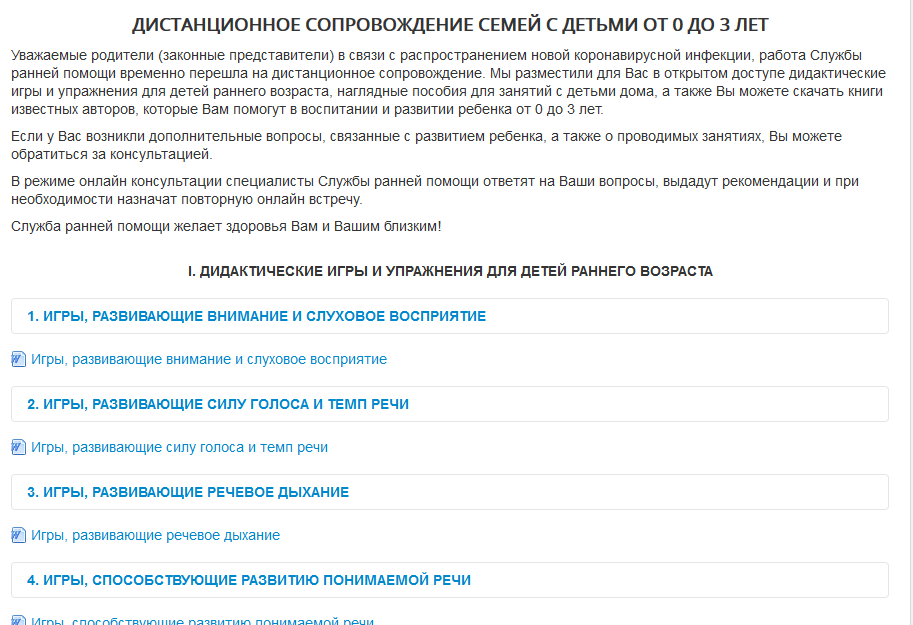 ДИСТАНЦИОННОЕ СОПРОВОЖДЕНИЕ СЕМЕЙ С ДЕТЬМИ ОТ 0 ДО 3 ЛЕТ
Уважаемые родители (законные представители) в связи с распространением новой коронавирусной инфекции, работа Службы
ранней помощи временно перешла на дистанционное сопровождение. Мы разместили для Вас в открытом доступе дидактические
игры и упражнения для детей раннего возраста, наглядные пособия для занятий с детьми дома, а также Вы можете скачать книги
известных авторов, которые Вам помогут в воспитании и развитии ребенка от 0 до 3 лет.
Если у Вас возникли дополнительные вопросы, связанные с развитием ребенка, а также о проводимых занятиях, Вы можете
обратиться за консультацией.
В режиме онлайн консультации специалисты Службы ранней помощи ответят на Ваши вопросы, выдадут рекомендации и при
необходимости назначат повторную онлайн встречу.
Служба ранней помощи желает здоровья Вам и Вашим близким!
I. ДИДАКТИЧЕСКИЕ ИГРЫ И УПРАЖНЕНИЯ ДЛЯ ДЕТЕЙ РАННЕГО ВОЗРАСТА
1. ИГРЫ, РАЗВИВАЮЩИЕ ВНИМАНИЕ И СЛУХОВОЕ ВОСПРИЯТИЕ
Игры, развивающие внимание и слуховое восприятие
2. ИГРЫ, РАЗВИВАЮЩИЕ СИЛУ ГОЛОСА И ТЕМП РЕЧИ
Игры, развивающие силу голоса и темп речи
3. ИГРЫ, РАЗВИВАЮЩИЕ РЕЧЕВОЕ ДЫХАНИЕ
Игры, развивающие речевое дыхание
4. ИГРЫ, СПОСОБСТВУЮЩИЕ РАЗВИТИЮ ПОНИМАЕМОЙ РЕЧИ
Игры, способствующие развитию понимаемой речи